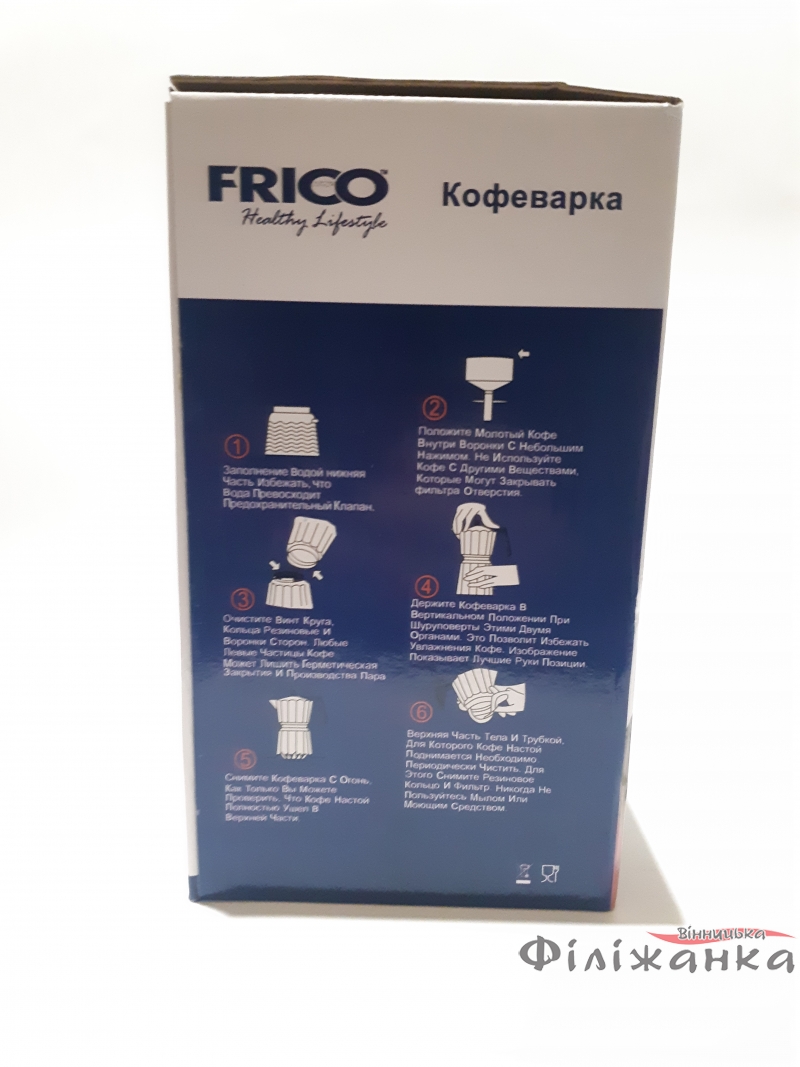 FRICO™
Healthy Lifestyle
Кофеварка
1
Заполнение Водой нижняя
Часть Избежать, что
Вода Превосходит
Предохранительный Клапан.
2
Положите Молотый Кофе
Внутри Воронки С Небольшим
Нажимом. Не Используйте
Кофе С Другими Веществами,
Которые Могут Закрывать
фильтра Отверстия.
3
Очистите Винт Круга,
Кольца Резиновые И
Воронки Сторон. Любые
Левые Частицы Кофе
Может Лишить Герметическая
Закрытия И Производства Пара
4
Держите Кофеварка В
Вертикальном Положении При
Шуруповерты Этими Двумя
Органами. Это Позволит Избежать
Увлажнения Кофе. Изображение
Показывает Лучшие Руки Позиции.
5
Снимите Кофеварка С Огонь,
Как Только Вы Можете
Проверить, Что Кофе Настой
Полностью Ушел В
Верхней Части.
6
Верхняя Часть Тела И Трубкой,
Для Которого Кофе Настой
Поднимается Необходимо
Периодически Чистить. Для
Этого Снимите Резиновое
Кольцо И Фильтр. Никогда Не
Пользуйтесь Мылом Или
Моющим Средством.
Вінницька
Філіжанка